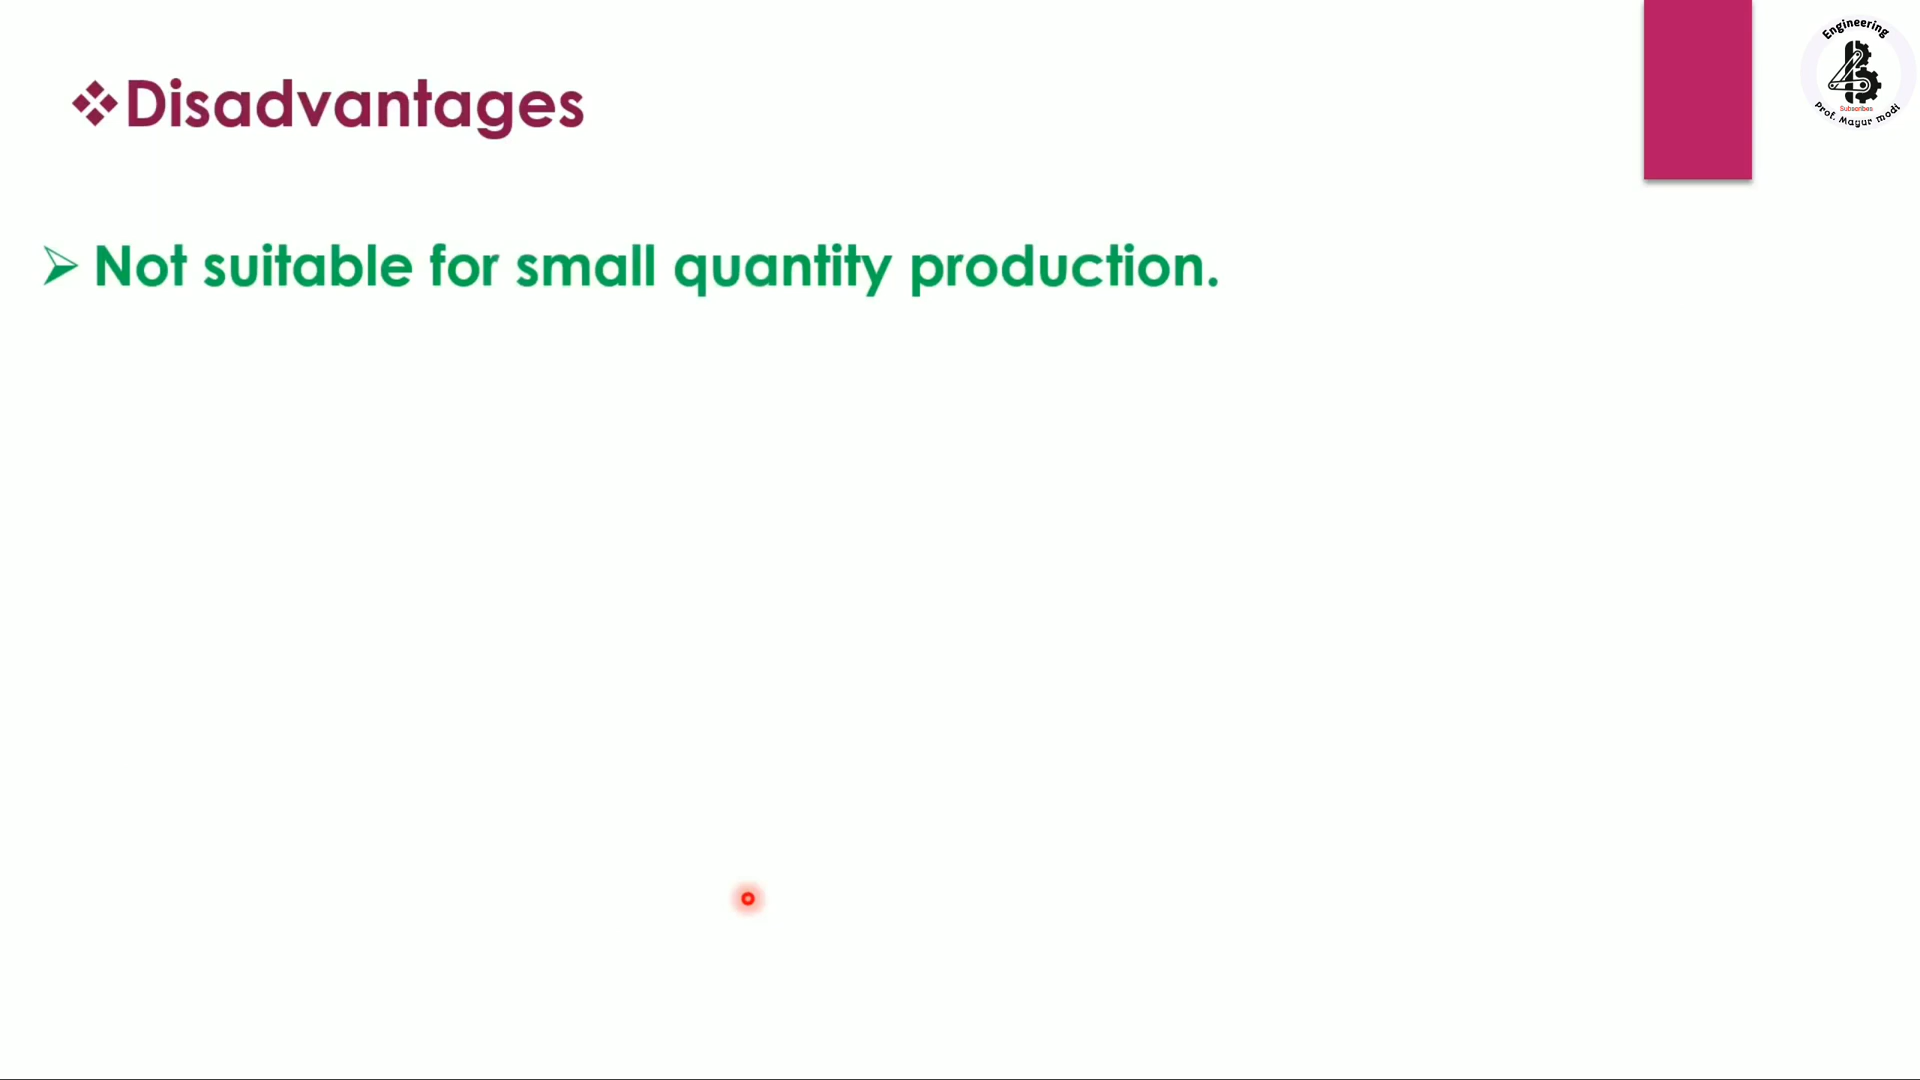 ❖Disadvantages
➢ Not suitable for small quantity production.
Engineering
Subscribes
Prof. Mayur modi